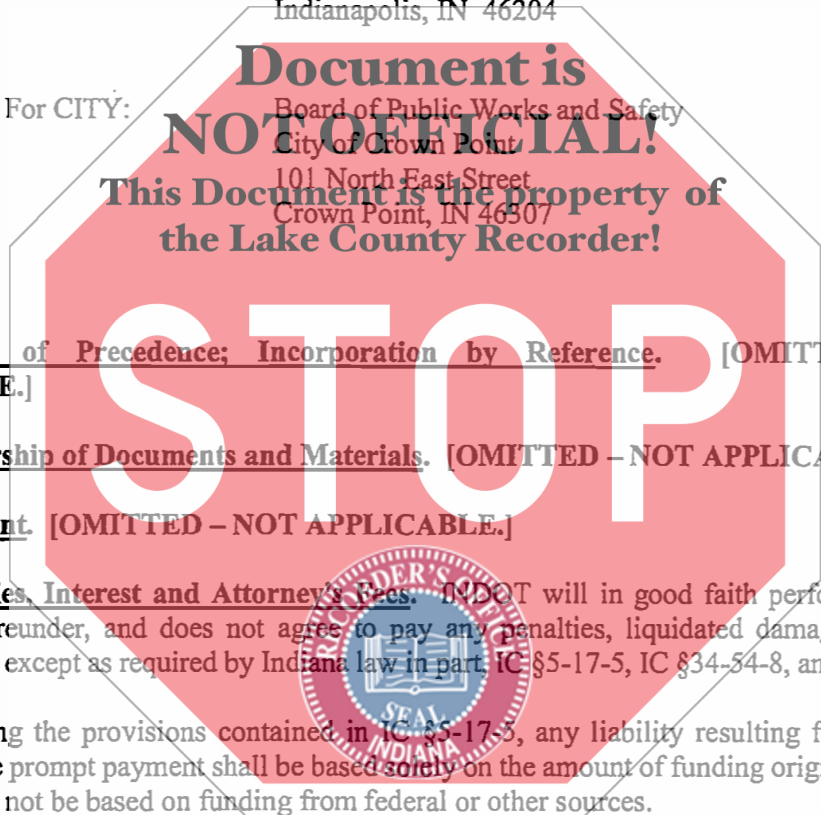 Indianapolis, IN 46204
Document is
For CITY: Board of Public Works and Safety
NOT OFFICIAL!
City of Crown Point
101 North East Street
This Document is the property of
Crown Point, IN 46307
the Lake County Recorder!
STOP
of Precedence; Incorporation by Reference. [OMITT
E.]
ship of Documents and Materials. [OMITTED – NOT APPLICA
nt. [OMITTED – NOT APPLICABLE.]
es, Interest and Attorney's Fees. INDOT will in good faith perfo
reunder, and does not agree to pay any penalties, liquidated dama
except as required by Indiana law in part, IC §5-17-5, IC §34-54-8, an
ng the provisions contained in IC §5-17-5, any liability resulting f
e prompt payment shall be based solely on the amount of funding orig
not be based on funding from federal or other sources.
RECORDER'S OFFICE
SEAL
INDIANA